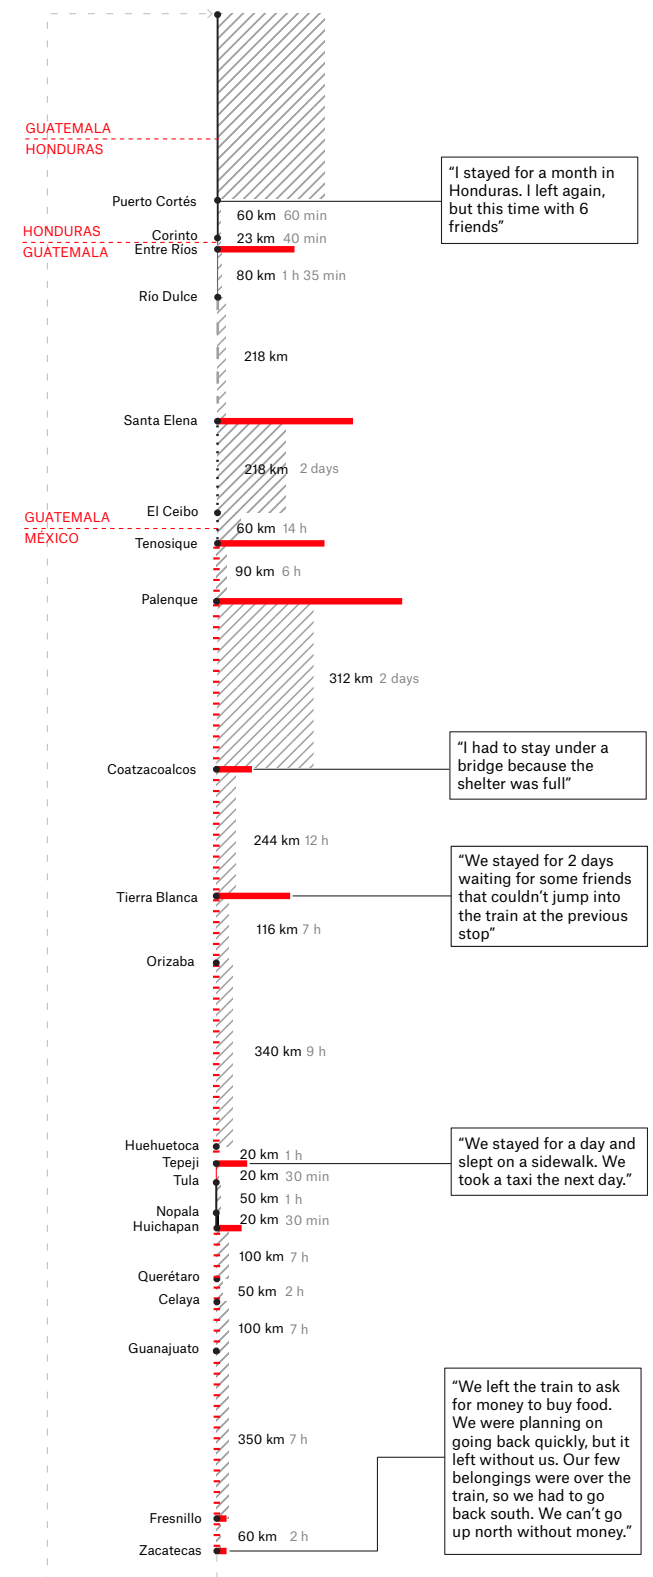 GUATEMALA
HONDURAS
Puerto Cortés
“I stayed for a month in
Honduras. I left again,
but this time with 6
friends”
60 km 60 min
HONDURAS
Corinto
23 km 40 min
GUATEMALA
Entre Ríos
80 km 1 h 35 min
Río Dulce
218 km
Santa Elena
218 km 2 days
El Ceibo
GUATEMALA
60 km 14 h
MÉXICO
Tenosique
90 km 6 h
Palenque
312 km 2 days
Coatzacoalcos
“I had to stay under a
bridge because the
shelter was full”
244 km 12 h
Tierra Blanca
“We stayed for 2 days
waiting for some friends
that couldn’t jump into
the train at the previous
stop”
116 km 7 h
Orizaba
340 km 9 h
Huehuetoca
20 km 1 h
Tepeji
“We stayed for a day and
slept on a sidewalk. We
took a taxi the next day.”
20 km 30 min
Tula
50 km 1 h
Nopala
20 km 30 min
Huichapan
100 km 7 h
Querétaro
50 km 2 h
Celaya
100 km 7 h
Guanajuato
350 km 7 h
“We left the train to ask
for money to buy food.
We were planning on
going back quickly, but it
left without us. Our few
belongings were over the
train, so we had to go
back south. We can’t go
up north without money.”
Fresnillo
60 km 2 h
Zacatecas